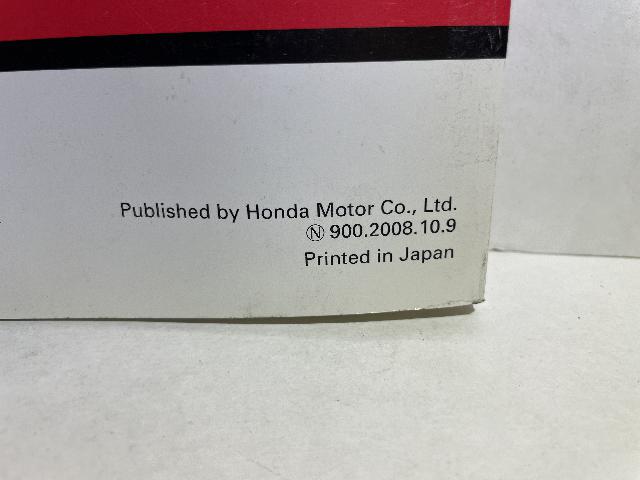 Published by Honda Motor Co., Ltd.
Ⓝ 900.2008.10.9
Printed in Japan